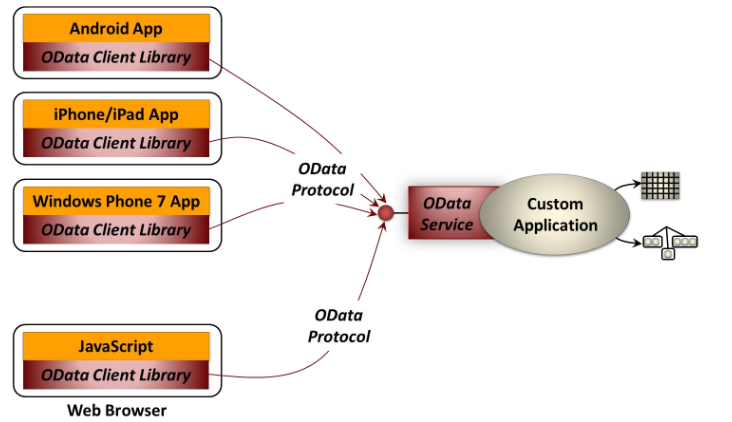 Android App
OData Client Library
iPhone/iPad App
OData Client Library
Windows Phone 7 App
OData Client Library
OData
Protocol
OData
Service
Custom
Application
OData
Protocol
JavaScript
OData Client Library
Web Browser